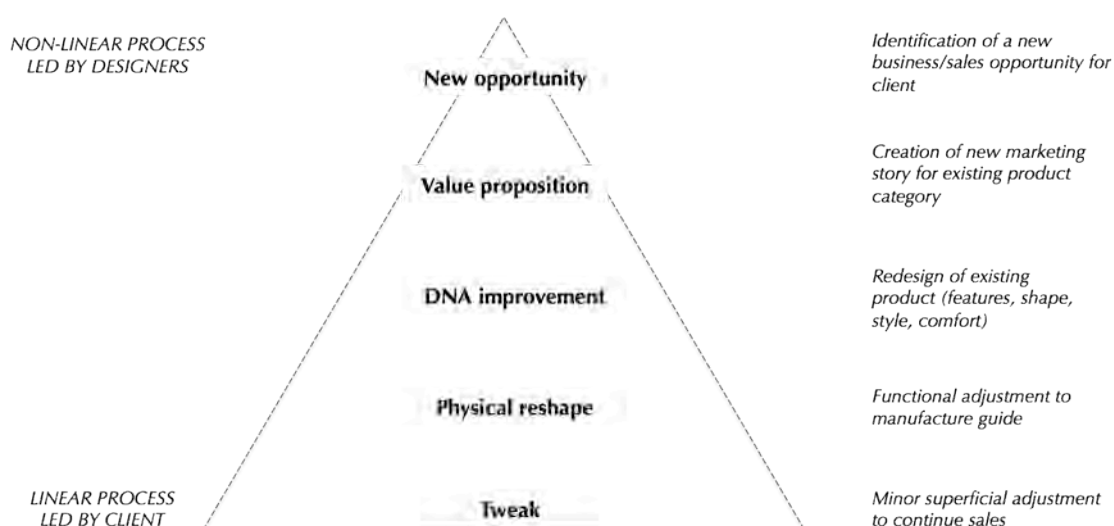 NON-LINEAR PROCESS
LED BY DESIGNERS
New opportunity
Identification of a new
business/sales opportunity for
client
Value proposition
Creation of new marketing
story for existing product
category
DNA improvement
Redesign of existing
product (features, shape,
style, comfort)
Physical reshape
Functional adjustment to
manufacture guide
LINEAR PROCESS
LED BY CLIENT
Tweak
Minor superficial adjustment
to continue sales